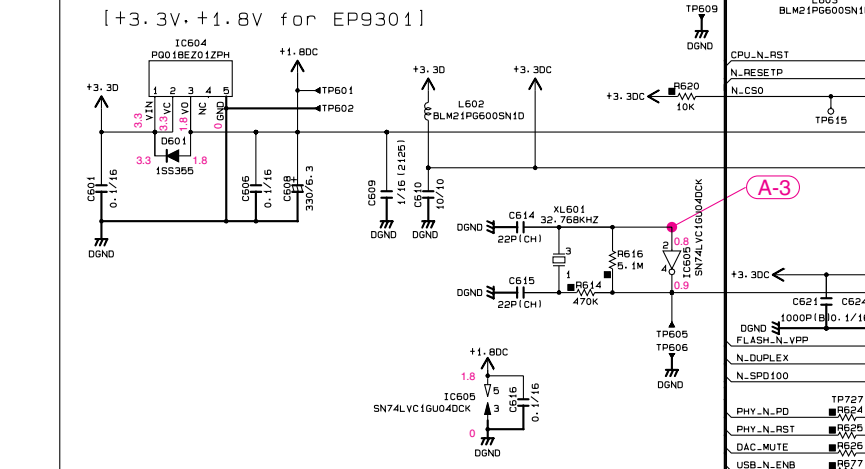 [+3.3V,+1.8V for EP9301]
IC604
PQ018EZ01ZPH
+1.8DC
+3.3D
1 2 3 4 5
VIN
VC
VO
NC
GND
3.3
3.3
1.8
0
TP601
TP602
D601
3.3
1.8
1SS355
C601
0.1/16
C606
0.1/16
C608
330/6.3
DGND
+3.3D
+3.3DC
L602
BLM21PG600SN1D
C609
1/16(2125)
C610
10/10
DGND
DGND
TP609
DGND
BLM21PG600SN1
CPU_N_RST
N_RESETP
N_CS0
+3.3DC
R620
10K
TP615
A-3
DGND
C614
22P(CH)
XL601
32.768KHZ
3
1
R616
5.1M
0.8
2
4
0.9
IC605
SN74LVC1GU04DCK
DGND
C615
22P(CH)
R614
470K
TP605
TP606
DGND
+3.3DC
C621
C624
1000P(B)
0.1/16
DGND
FLASH_N_VPP
N_DUPLEX
N_SPD100
+1.8DC
1.8
IC605
5
SN74LVC1GU04DCK
3
C616
0.1/16
0
DGND
TP727
PHY_N_PD
R624
PHY_N_RST
R625
DAC_MUTE
R626
USB_N_ENB
R677